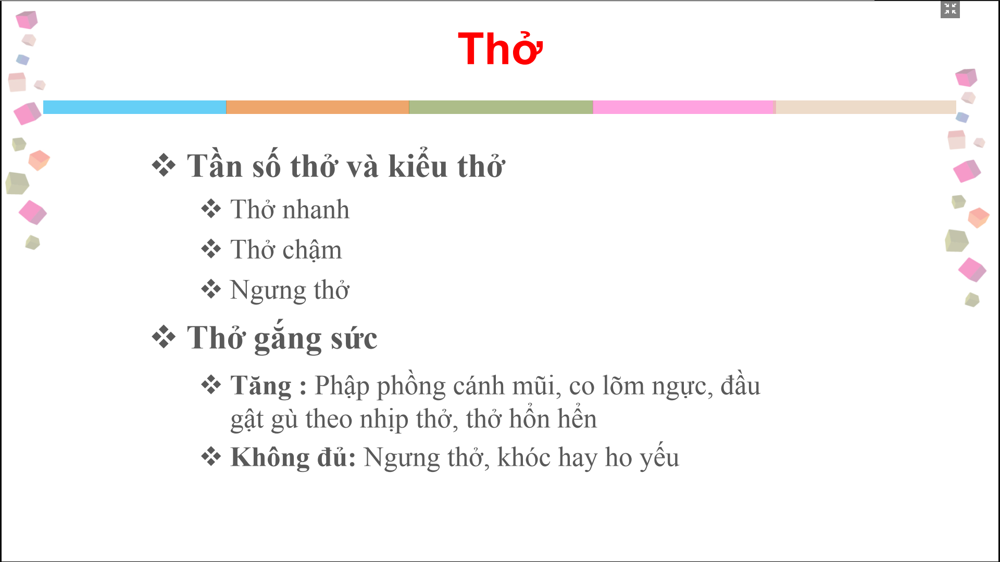 Thở
Tần số thở và kiểu thở
Thở nhanh
Thở chậm
Ngưng thở
Thở gắng sức
Tăng : Phập phồng cánh mũi, co lõm ngực, đầu
gật gù theo nhịp thở, thở hổn hển
Không đủ: Ngưng thở, khóc hay ho yếu